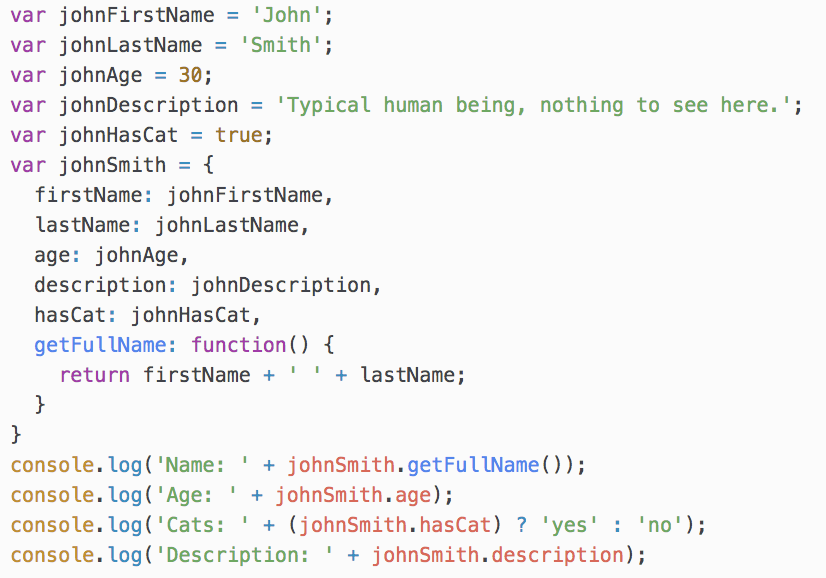 var johnFirstName = 'John';
var johnLastName = 'Smith';
var johnAge = 30;
var johnDescription = 'Typical human being, nothing to see here.';
var johnHasCat = true;
var johnSmith = {
  firstName: johnFirstName,
  lastName: johnLastName,
  age: johnAge,
  description: johnDescription,
  hasCat: johnHasCat,
  getFullName: function() {
    return firstName + ' ' + lastName;
  }
}
console.log('Name: ' + johnSmith.getFullName());
console.log('Age: ' + johnSmith.age);
console.log('Cats: ' + (johnSmith.hasCat) ? 'yes' : 'no');
console.log('Description: ' + johnSmith.description);